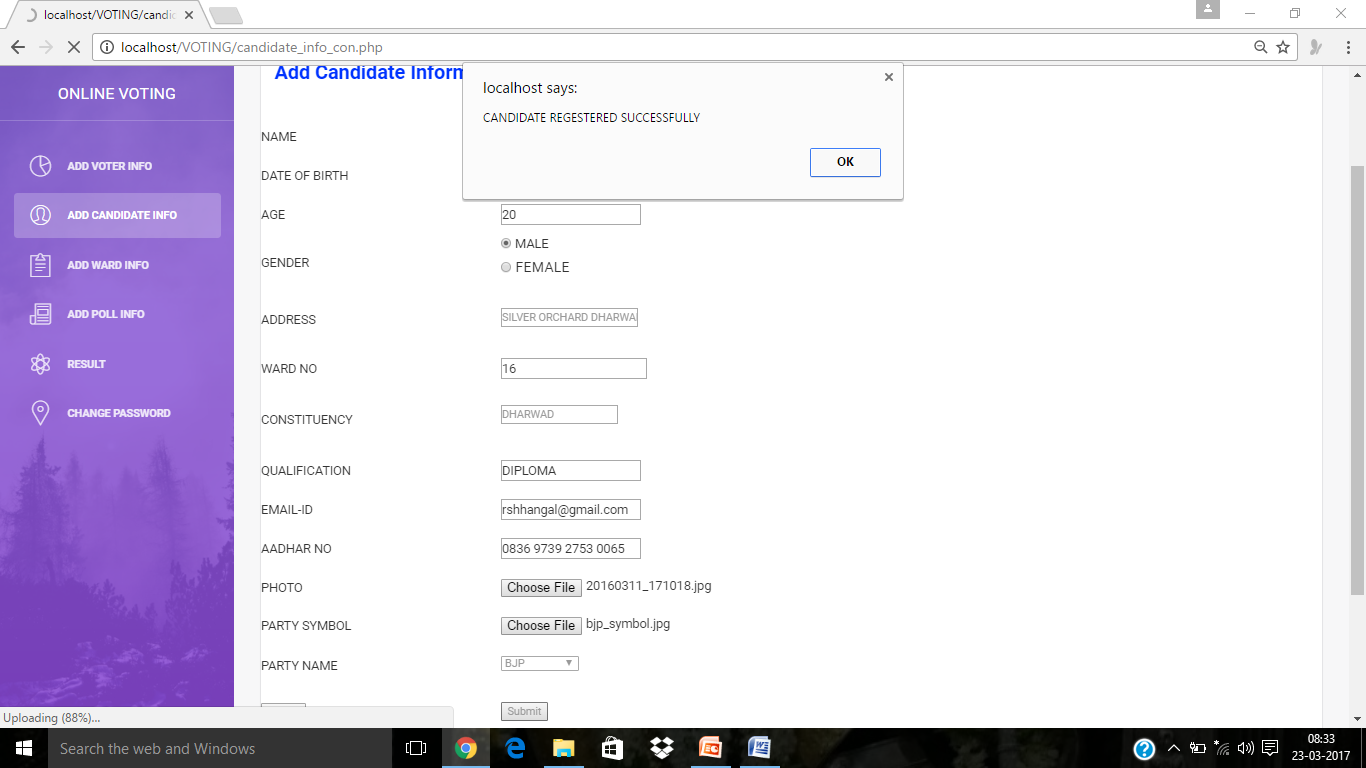 localhost/VOTING/candic
localhost/VOTING/candidate_info_con.php
ONLINE VOTING
ADD VOTER INFO
ADD CANDIDATE INFO
ADD WARD INFO
ADD POLL INFO
RESULT
CHANGE PASSWORD
Add Candidate Inform
localhost says:
CANDIDATE REGESTERED SUCCESSFULLY
OK
NAME
DATE OF BIRTH
AGE 20
GENDER
MALE
FEMALE
ADDRESS SILVER ORCHARD DHARWA
WARD NO 16
CONSTITUENCY DHARWAD
QUALIFICATION DIPLOMA
EMAIL-ID rshhangal@gmail.com
AADHAR NO 0836 9739 2753 0065
PHOTO Choose File 20160311_171018.jpg
PARTY SYMBOL Choose File bjp_symbol.jpg
PARTY NAME BJP
Submit
Uploading (88%)...
Search the web and Windows
08:33
23-03-2017